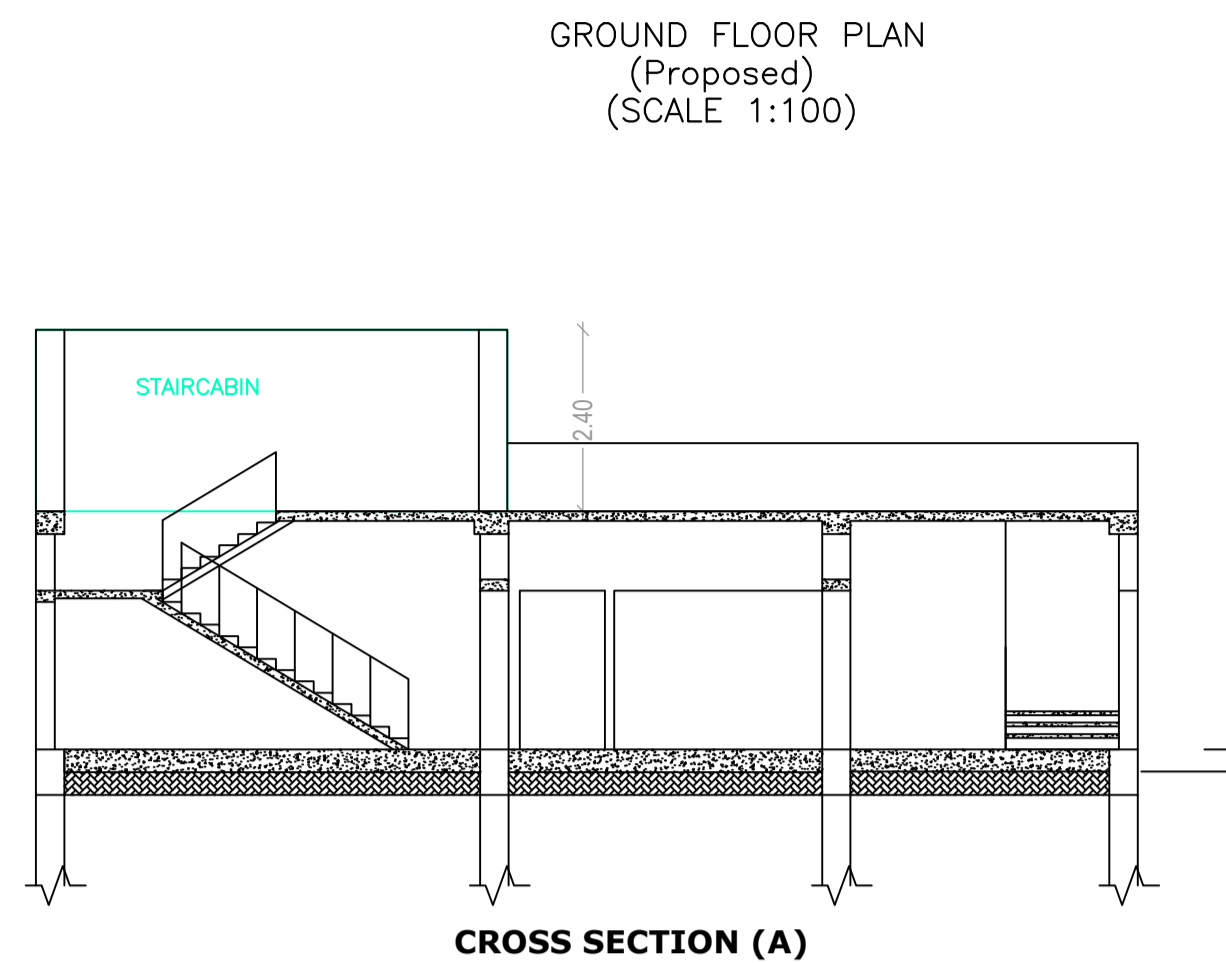 GROUND FLOOR PLAN
(Proposed)
(SCALE 1:100)
STAIRCABIN
2.40
CROSS SECTION (A)